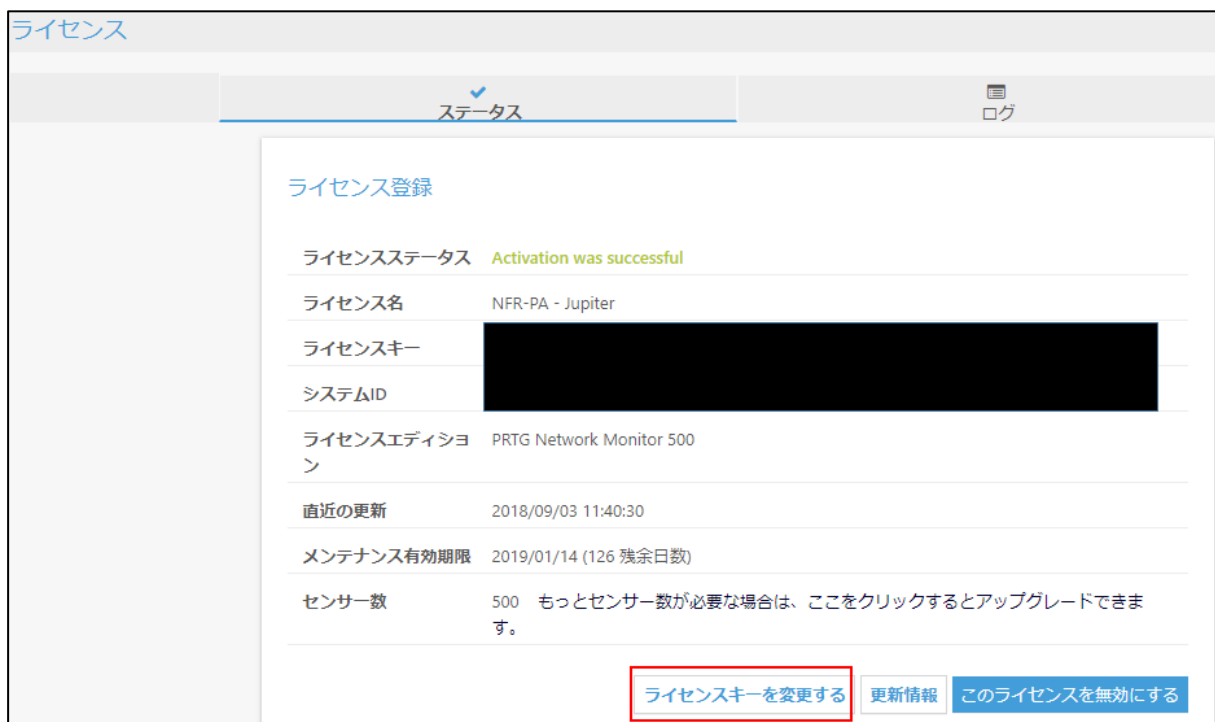 ライセンス
ステータス
ログ
ライセンス登録
ライセンスステータス Activation was successful
ライセンス名 NFR-PA - Jupiter
ライセンスキー
システムID
ライセンスエディショ PRTG Network Monitor 500
ン
直近の更新 2018/09/03 11:40:30
メンテナンス有効期限 2019/01/14 (126 残余日数)
センサー数 500 もっとセンサー数が必要な場合は、ここをクリックするとアップグレードできま
す。
ライセンスキーを変更する 更新情報 このライセンスを無効にする